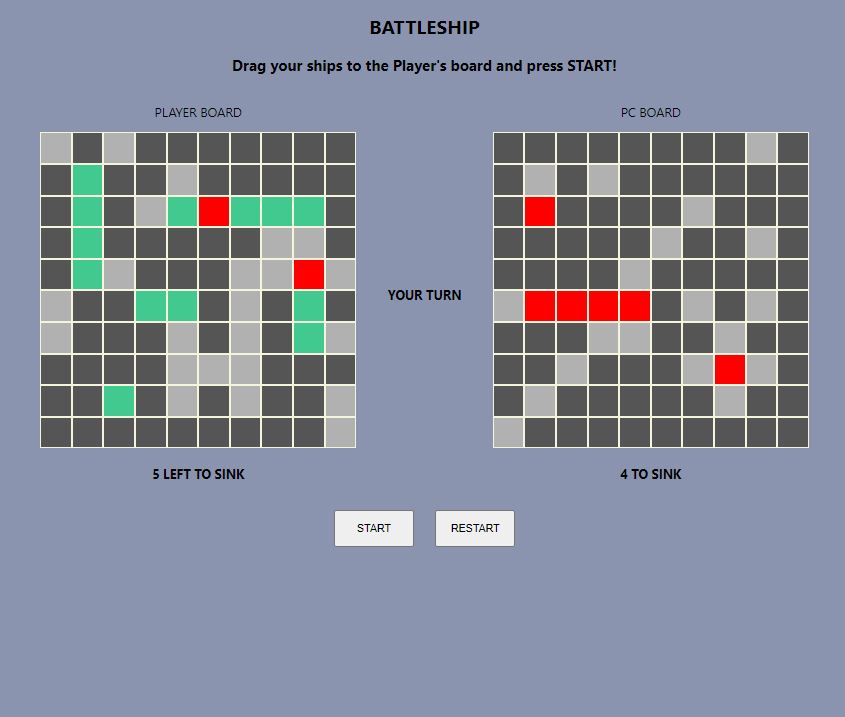 BATTLESHIP
Drag your ships to the Player's board and press START!
PLAYER BOARD
PC BOARD
YOUR TURN
5 LEFT TO SINK
4 TO SINK
START
RESTART